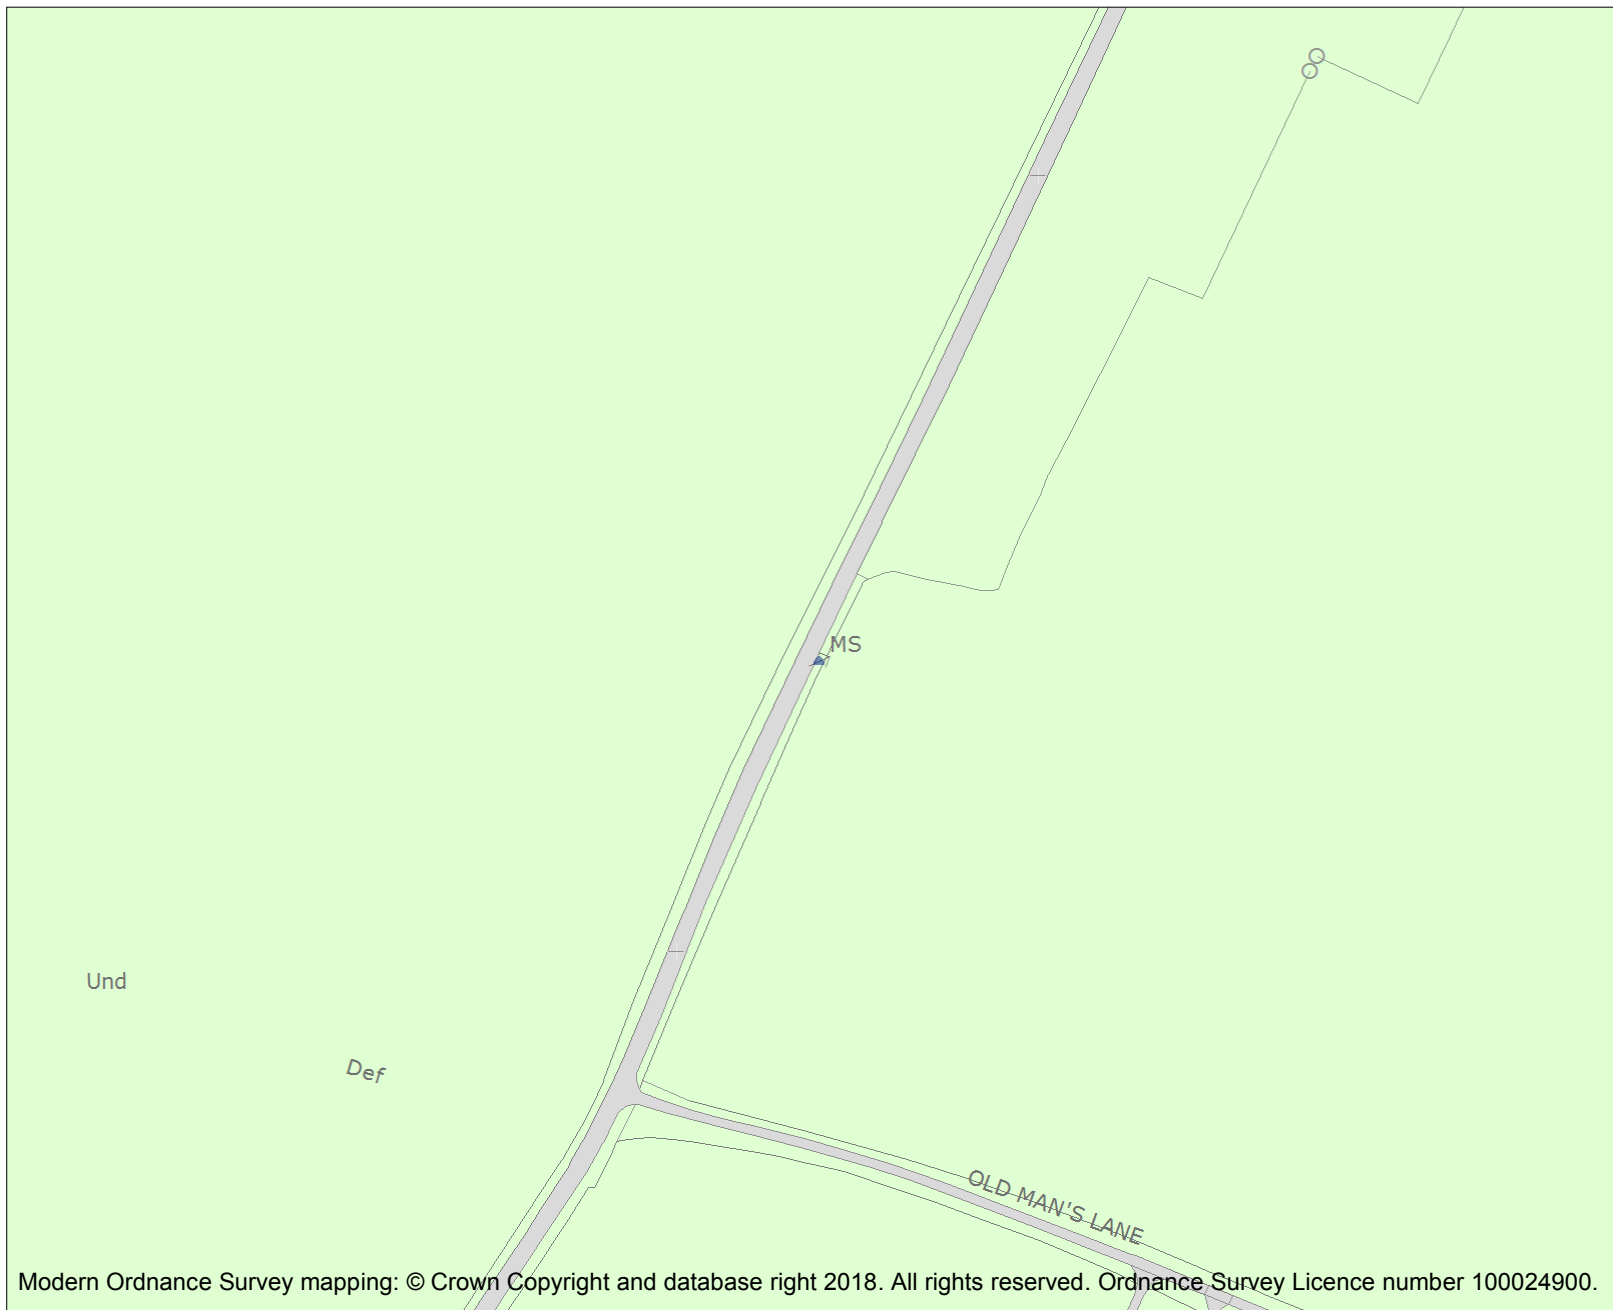 MS
Und
Def
OLD MAN'S LANE
Modern Ordnance Survey mapping: © Crown Copyright and database right 2018. All rights reserved. Ordnance Survey Licence number 100024900.